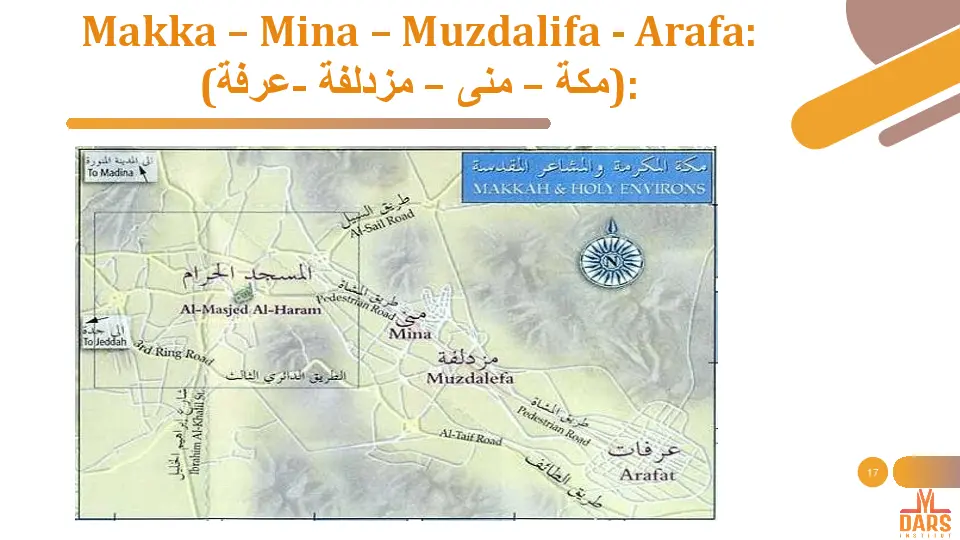 Makka – Mina – Muzdalifa - Arafa:
(مكة – منى – مزدلفة -عرفة):
الى المدينة المنورة
To Madina
مكة المكرمة والمشاعر المقدسة
MAKKAH & HOLY ENVIRONS
طريق السيل
Al-Sail Road
N
المسجد الحرام
Al-Masjed Al-Haram
طريق المشاة
Pedestrian Road
منى
Mina
الى جدة
To Jeddah
3rd Ring Road
الطريق الدائري الثالث
مزدلفة
Muzdalefa
شارع ابراهيم الخليل
Ibrahim Al-Khalil St.
طريق المشاة
Pedestrian Road
Al-Taif Road
طريق الطائف
عرفات
Arafat
17
DARS
INSTITUT